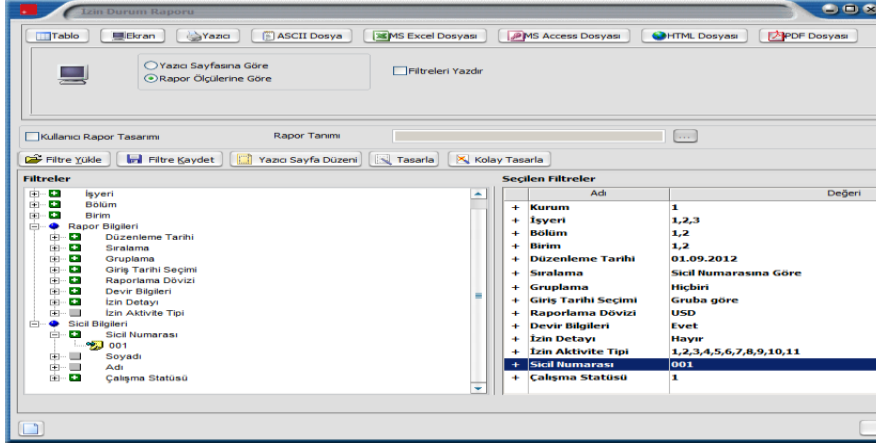 İzin Durum Raporu
Tablo Ekran Yazıcı ASCII Dosya MS Excel Dosyası MS Access Dosyası HTML Dosyası PDF Dosyası
Yazıcı Sayfasına Göre
Rapor Ölçülerine Göre
Filtreleri Yazdır
Kullanıcı Rapor Tasarımı Rapor Tanımı ...
Filtre Yükle Filtre Kaydet Yazıcı Sayfa Düzeni Tasarla Kolay Tasarla
Filtreler
İşyeri
Bölüm
Birim
Rapor Bilgileri
Düzenleme Tarihi
Sıralama
Gruplama
Giriş Tarihi Seçimi
Raporlama Dövizi
Devir Bilgileri
İzin Detayı
İzin Aktivite Tipi
Sicil Bilgileri
Sicil Numarası
001
Soyadı
Adı
Çalışma Statüsü
Seçilen Filtreler
Adı Değeri
+ Kurum 1
+ İşyeri 1,2,3
+ Bölüm 1,2
+ Birim 1,2
+ Düzenleme Tarihi 01.09.2012
+ Sıralama Sicil Numarasına Göre
+ Gruplama Hiçbiri
+ Giriş Tarihi Seçimi Gruba göre
+ Raporlama Dövizi USD
+ Devir Bilgileri Evet
+ İzin Detayı Hayır
+ İzin Aktivite Tipi 1,2,3,4,5,6,7,8,9,10,11
+ Sicil Numarası 001
+ Çalışma Statüsü 1